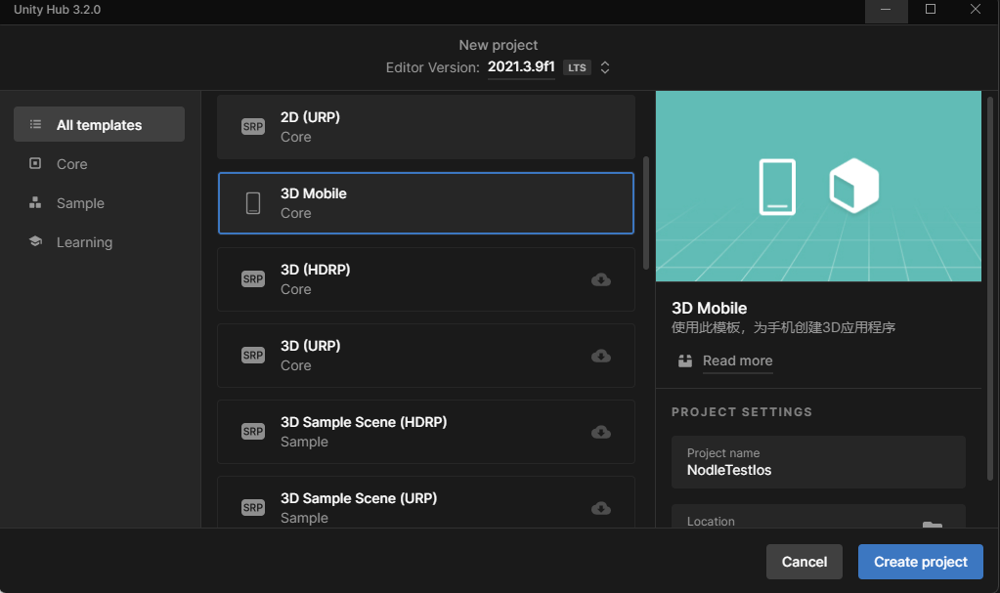 Unity Hub 3.2.0
New project
Editor Version: 2021.3.9f1 LTS
All templates
Core
Sample
Learning
SRP
2D (URP)
Core
3D Mobile
Core
SRP
3D (HDRP)
Core
SRP
3D (URP)
Core
SRP
3D Sample Scene (HDRP)
Sample
SRP
3D Sample Scene (URP)
Sample
3D Mobile
使用此模板，为手机创建3D应用程序
Read more
PROJECT SETTINGS
Project name
NodleTestIos
Location
Cancel
Create project